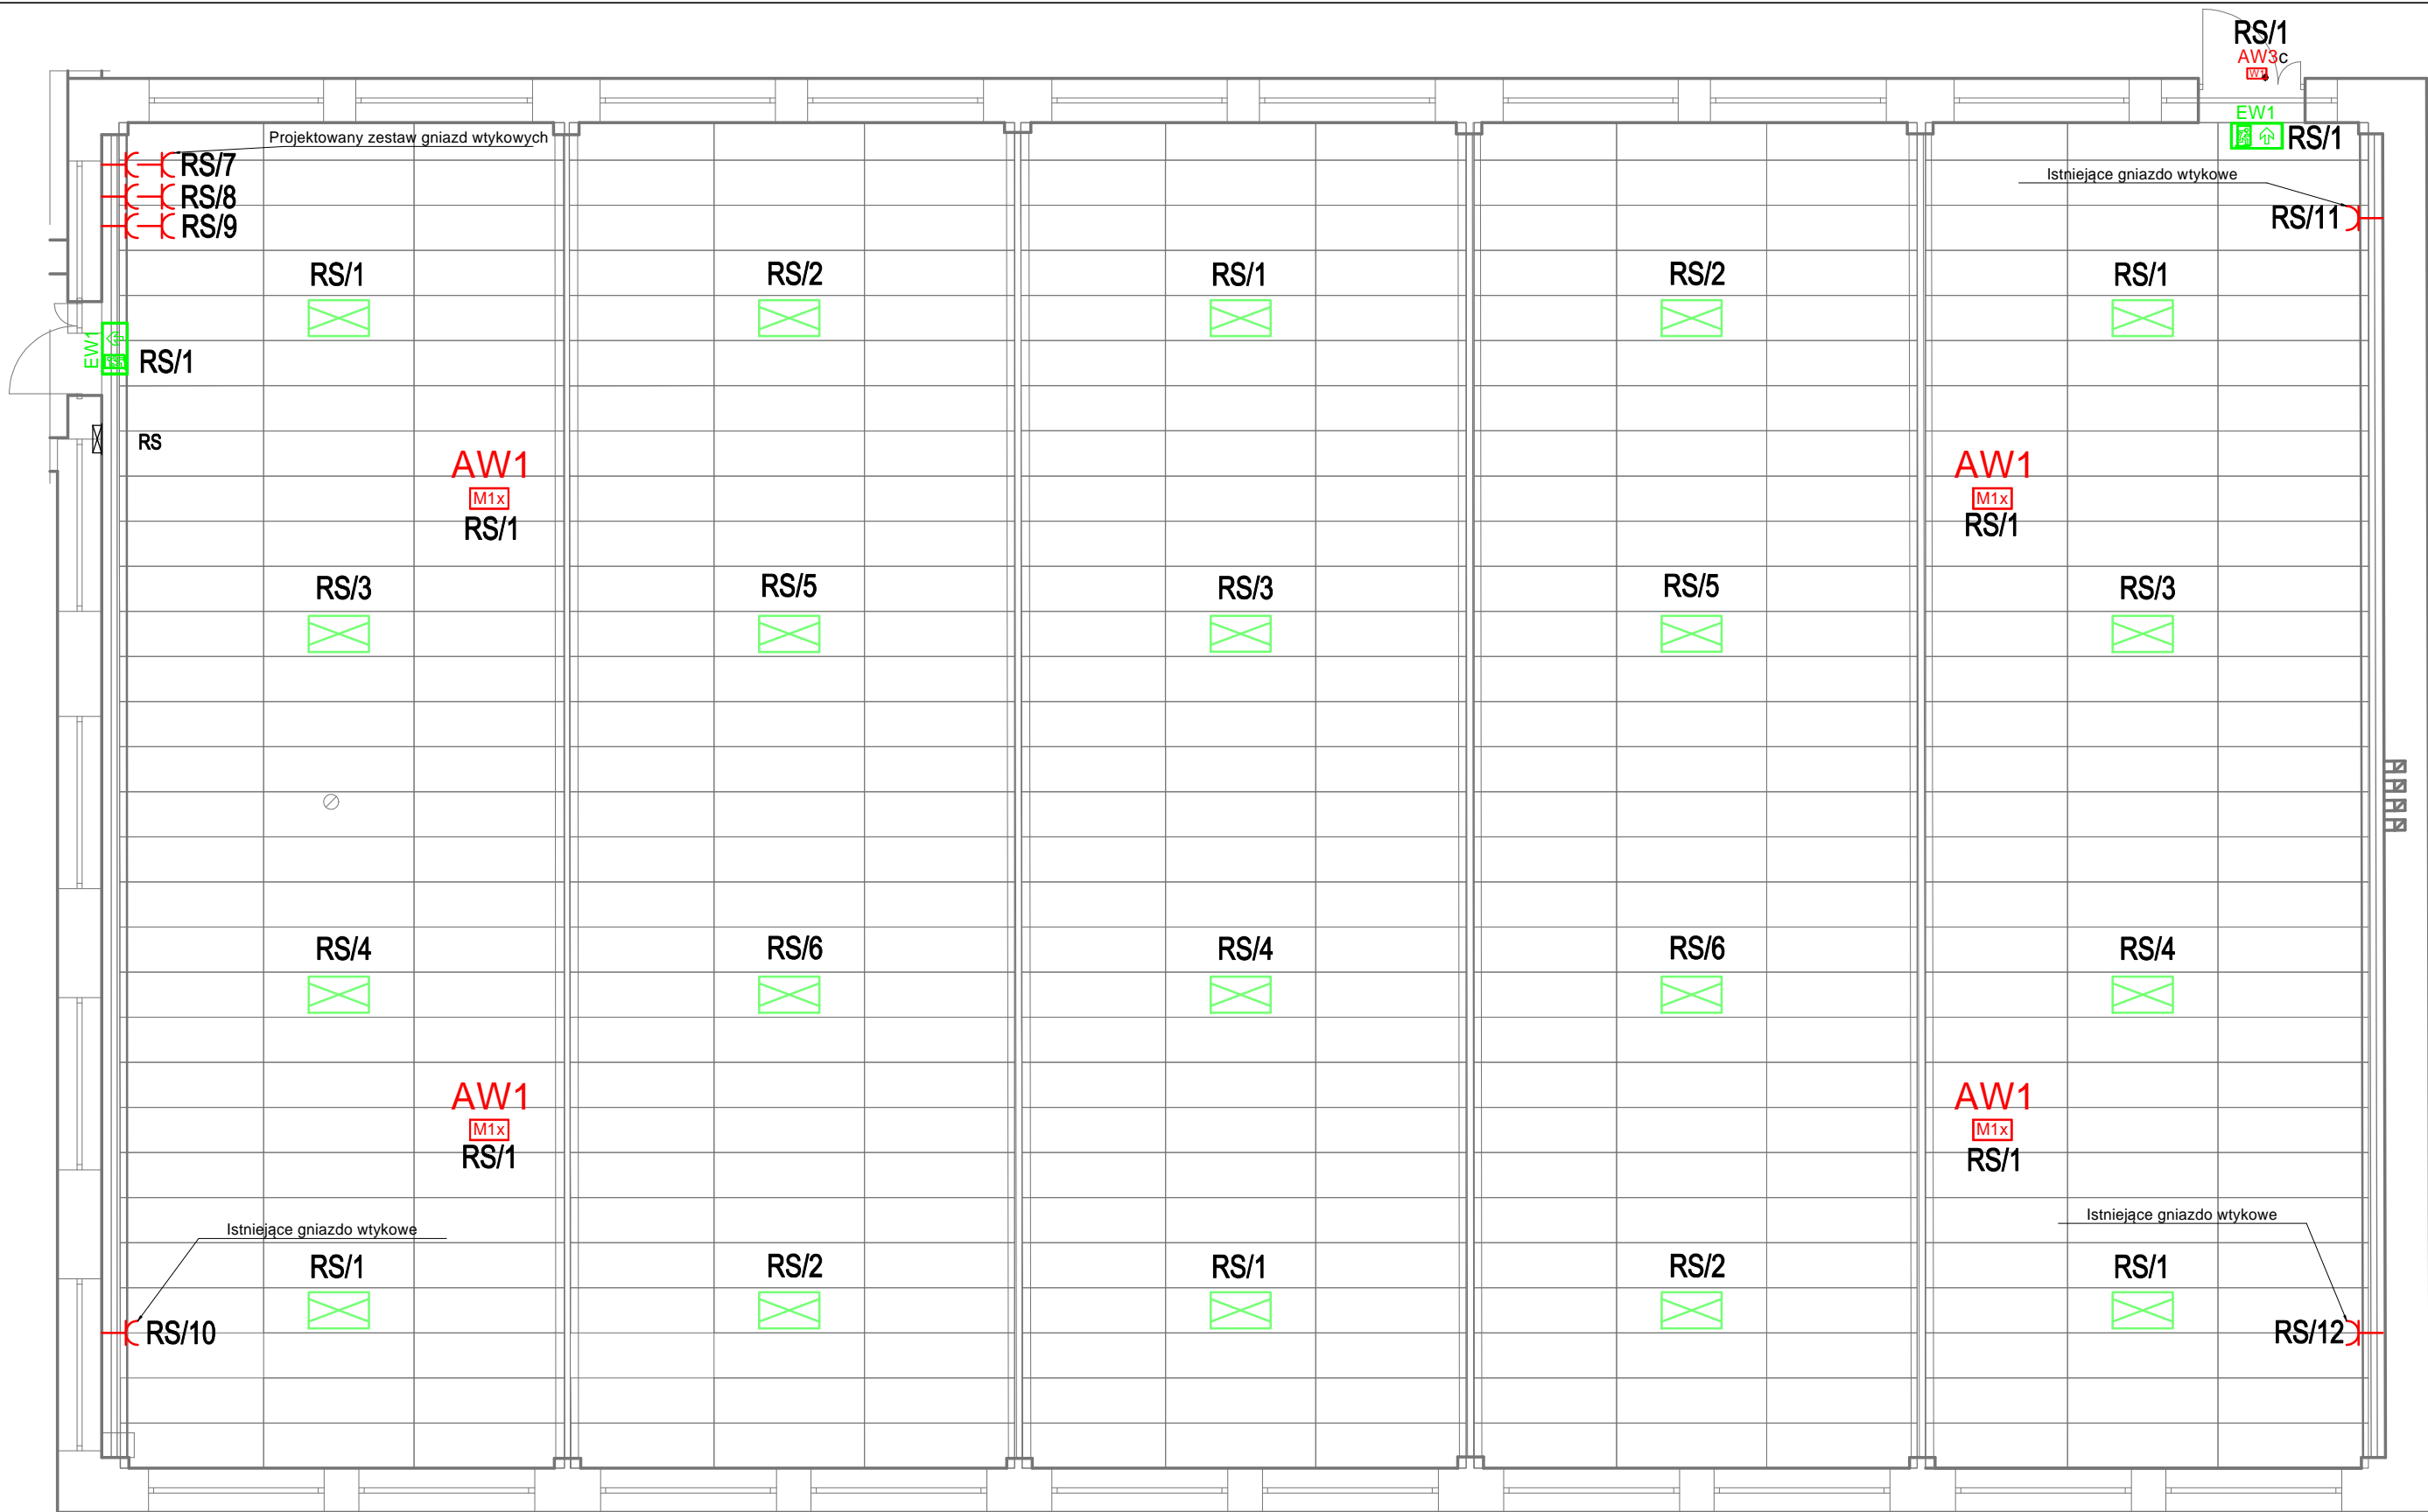 RS/1
AW3c
W1
EW1
RS/1
Projektowany zestaw gniazd wtykowych
RS/7
RS/8
RS/9
Istniejące gniazdo wtykowe
RS/11
RS/1
RS/2
RS/1
RS/2
RS/1
EW1
RS/1
RS
AW1
M1x
RS/1
AW1
M1x
RS/1
RS/3
RS/5
RS/3
RS/5
RS/3
RS/4
RS/6
RS/4
RS/6
RS/4
AW1
M1x
RS/1
AW1
M1x
RS/1
Istniejące gniazdo wtykowe
Istniejące gniazdo wtykowe
RS/1
RS/2
RS/1
RS/2
RS/1
RS/10
RS/12